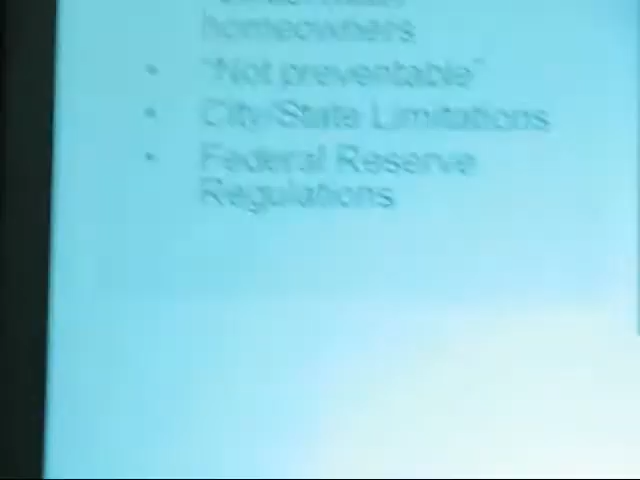 homeowners
• "Not preventable"
• City/State Limitations
• Federal Reserve
Regulations